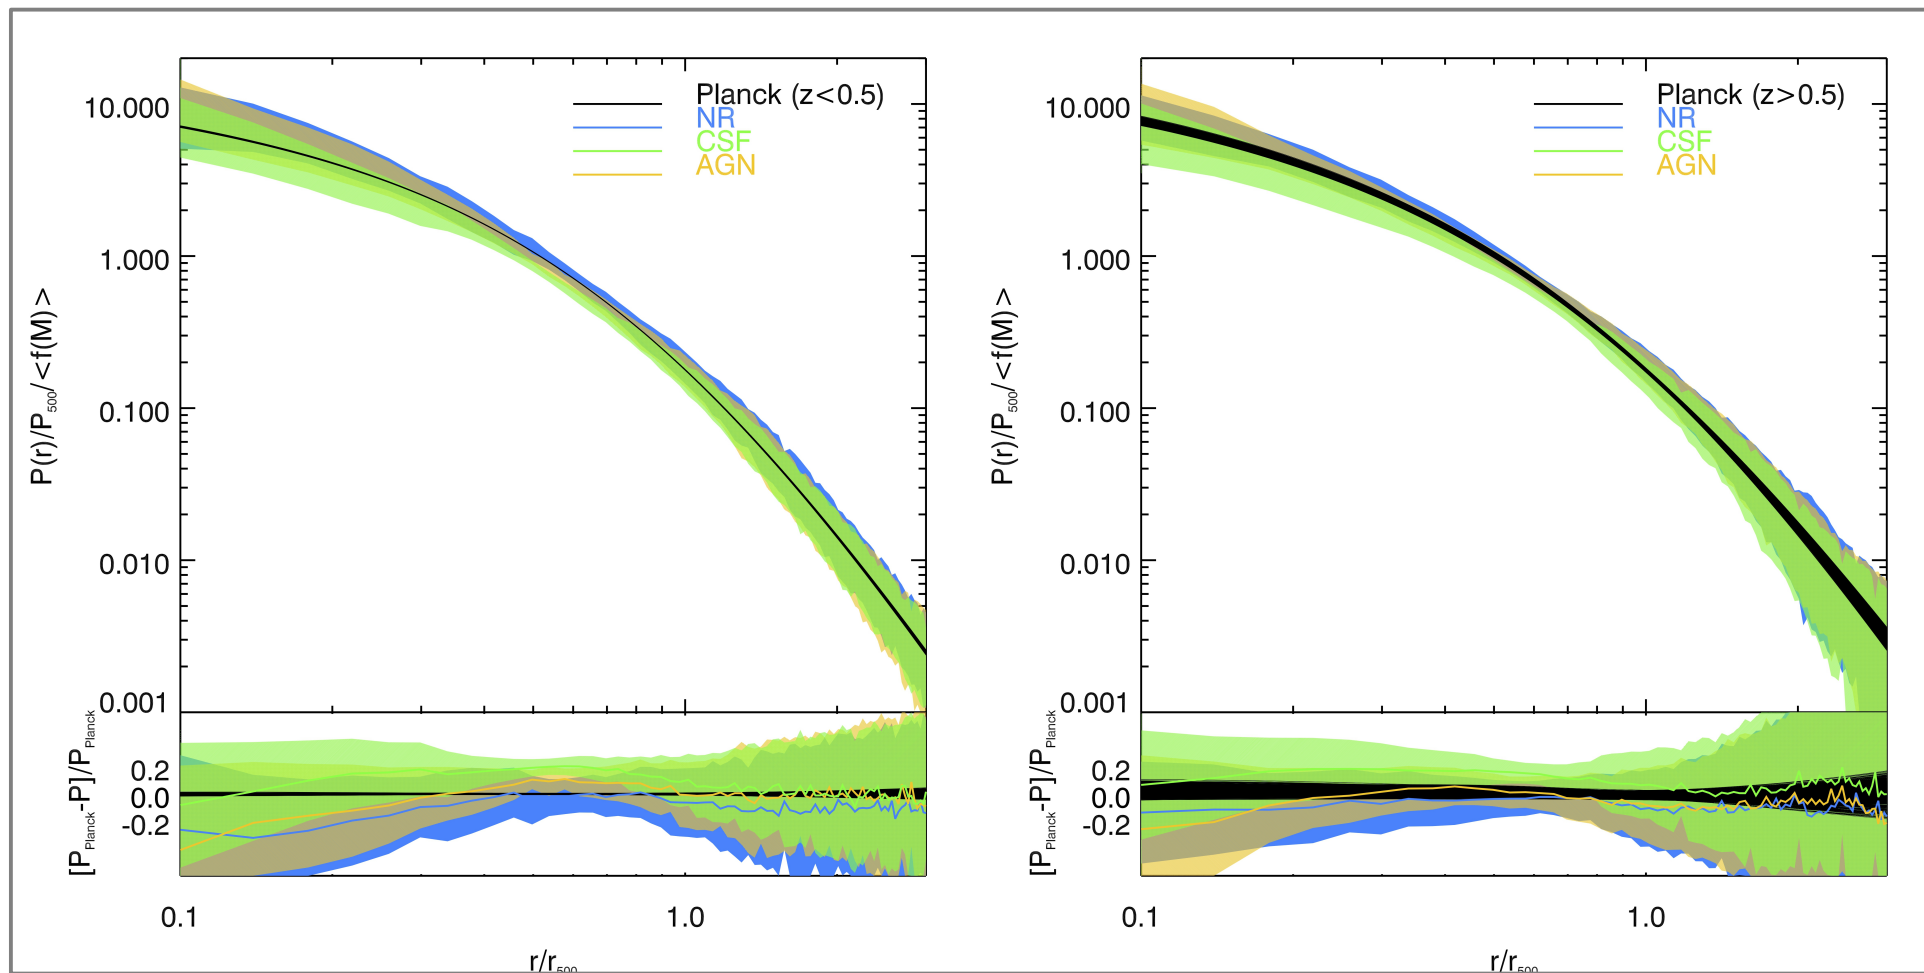 Planck (z<0.5)
NR
CSF
AGN
10.000
1.000
0.100
0.010
0.001
P(r)/P500/<f(M)>
0.2
0.0
-0.2
[PPlanck-P]/PPlanck
0.1
1.0
r/r500
Planck (z>0.5)
NR
CSF
AGN
10.000
1.000
0.100
0.010
0.001
P(r)/P500/<f(M)>
0.2
0.0
-0.2
[PPlanck-P]/PPlanck
0.1
1.0
r/r500